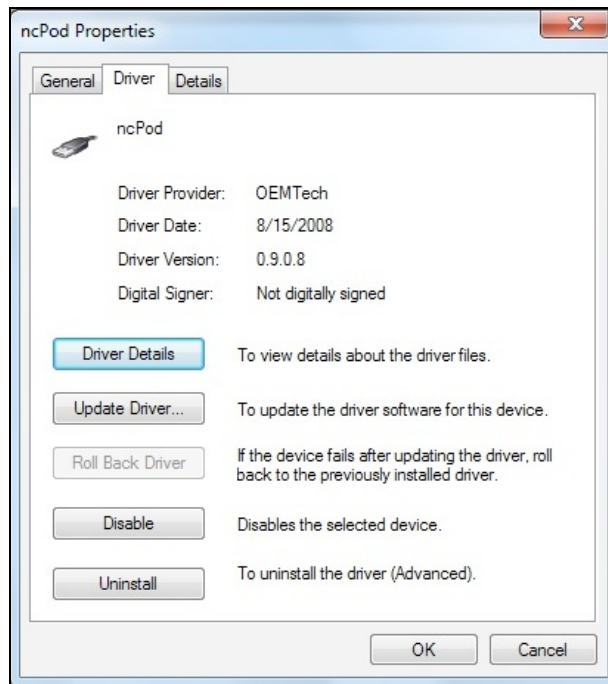 ncPod Properties
General Driver Details
ncPod
Driver Provider: OEMTech
Driver Date: 8/15/2008
Driver Version: 0.9.0.8
Digital Signer: Not digitally signed
Driver Details To view details about the driver files.
Update Driver... To update the driver software for this device.
Roll Back Driver If the device fails after updating the driver, roll
back to the previously installed driver.
Disable Disables the selected device.
Uninstall To uninstall the driver (Advanced).
OK Cancel